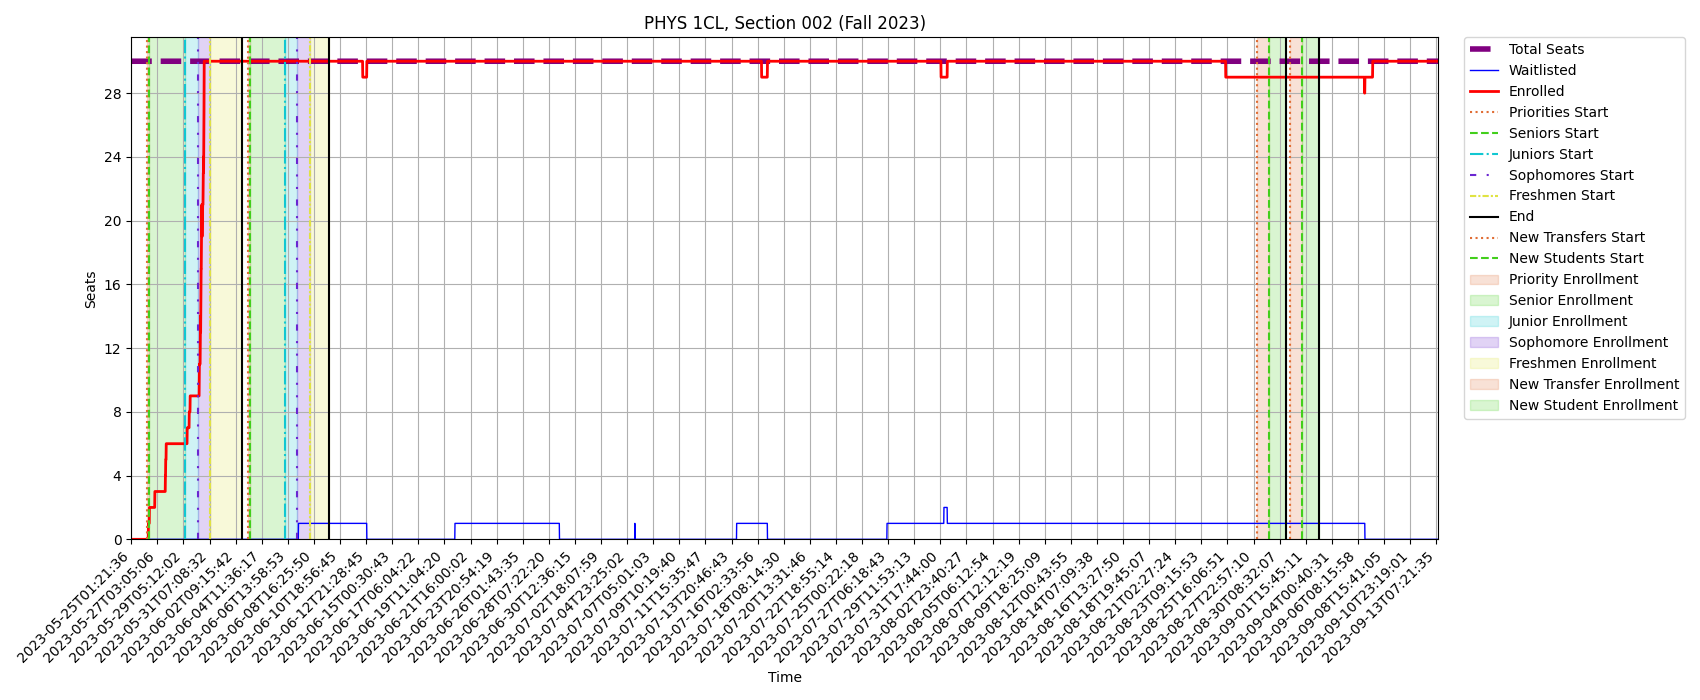 PHYS 1CL, Section 002 (Fall 2023)
Seats
28
24
20
16
12
8
4
0
2023-05-25T01:21:36
2023-05-27T03:05:06
2023-05-29T05:12:02
2023-05-31T07:08:32
2023-06-02T09:15:42
2023-06-04T11:36:17
2023-06-06T13:58:53
2023-06-08T16:25:50
2023-06-10T18:56:45
2023-06-12T21:28:45
2023-06-15T00:30:43
2023-06-17T06:04:22
2023-06-19T11:04:20
2023-06-21T16:00:02
2023-06-23T20:54:19
2023-06-26T01:43:35
2023-06-28T07:22:20
2023-06-30T12:36:15
2023-07-02T18:07:59
2023-07-04T23:25:02
2023-07-07T05:01:03
2023-07-09T10:19:40
2023-07-11T15:35:47
2023-07-13T20:46:43
2023-07-16T02:33:56
2023-07-18T08:14:30
2023-07-20T13:31:46
2023-07-22T18:55:14
2023-07-25T00:22:18
2023-07-27T06:18:43
2023-07-29T11:53:13
2023-07-31T17:44:00
2023-08-02T23:40:27
2023-08-05T06:12:54
2023-08-07T12:12:19
2023-08-09T18:25:09
2023-08-12T00:43:55
2023-08-14T07:09:38
2023-08-16T13:27:50
2023-08-18T19:45:07
2023-08-21T02:27:24
2023-08-23T09:15:53
2023-08-25T16:06:51
2023-08-27T22:57:10
2023-08-30T08:32:07
2023-09-01T15:45:11
2023-09-04T00:40:31
2023-09-06T08:15:58
2023-09-08T15:41:05
2023-09-10T23:19:01
2023-09-13T07:21:35
Time
Total Seats
Waitlisted
Enrolled
Priorities Start
Seniors Start
Juniors Start
Sophomores Start
Freshmen Start
End
New Transfers Start
New Students Start
Priority Enrollment
Senior Enrollment
Junior Enrollment
Sophomore Enrollment
Freshmen Enrollment
New Transfer Enrollment
New Student Enrollment